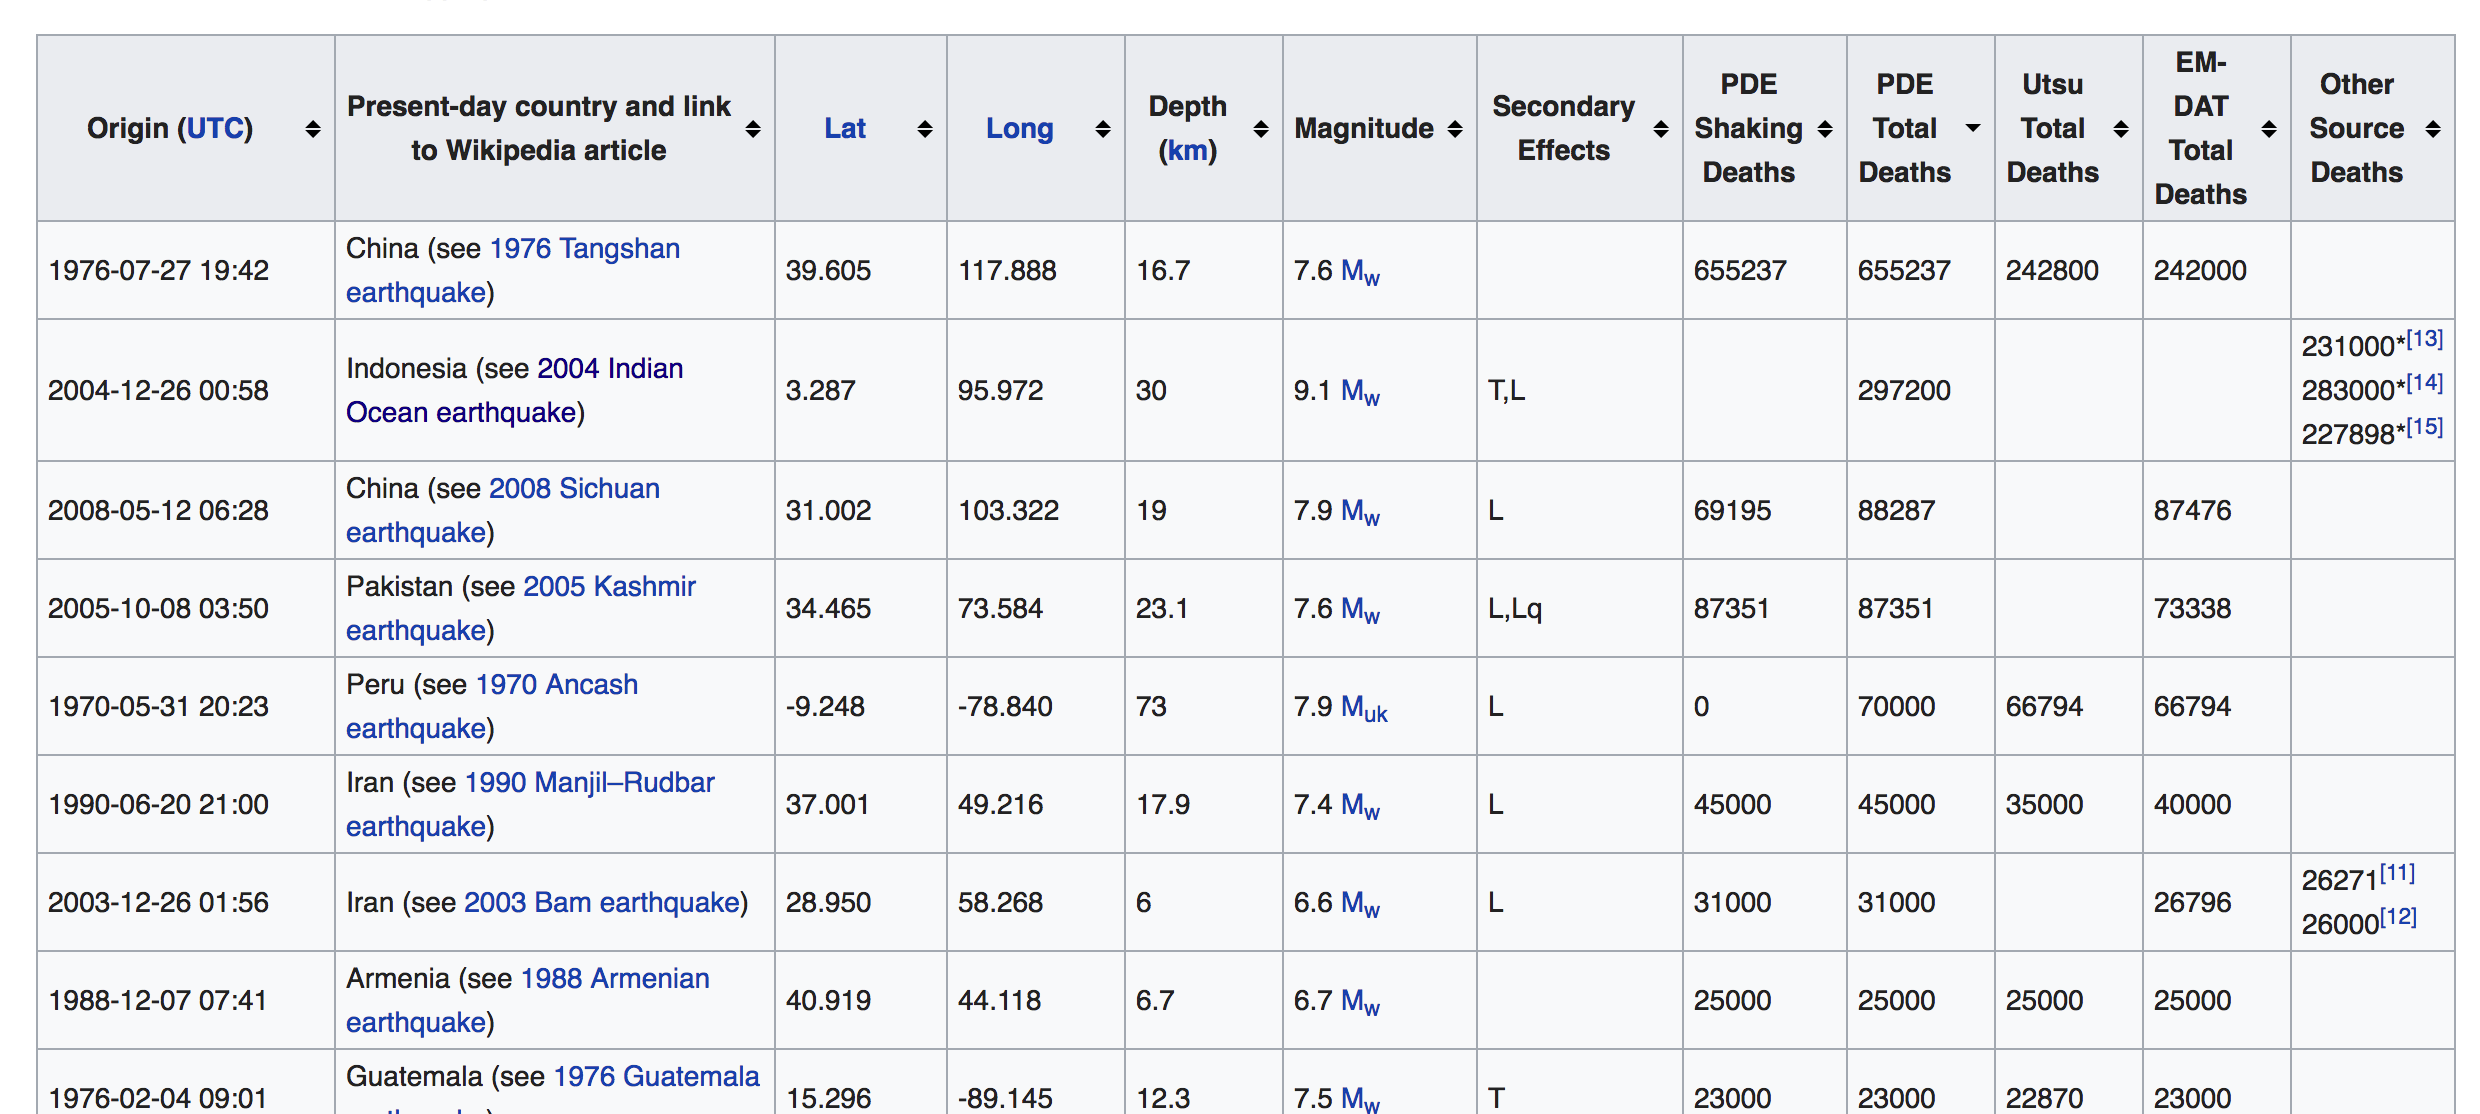 Origin (UTC) Present-day country and link to Wikipedia article Lat Long Depth (km) Magnitude Secondary Effects PDE Shaking Deaths PDE Total Deaths Utsu Total Deaths EM-DAT Total Deaths Other Source Deaths
1976-07-27 19:42 China (see 1976 Tangshan earthquake) 39.605 117.888 16.7 7.6 Mw 655237 655237 242800 242000
2004-12-26 00:58 Indonesia (see 2004 Indian Ocean earthquake) 3.287 95.972 30 9.1 Mw T,L 297200 231000*[13] 283000*[14] 227898*[15]
2008-05-12 06:28 China (see 2008 Sichuan earthquake) 31.002 103.322 19 7.9 Mw L 69195 88287 87476
2005-10-08 03:50 Pakistan (see 2005 Kashmir earthquake) 34.465 73.584 23.1 7.6 Mw L,Lq 87351 87351 73338
1970-05-31 20:23 Peru (see 1970 Ancash earthquake) -9.248 -78.840 73 7.9 Muk L 0 70000 66794 66794
1990-06-20 21:00 Iran (see 1990 Manjil–Rudbar earthquake) 37.001 49.216 17.9 7.4 Mw L 45000 45000 35000 40000
2003-12-26 01:56 Iran (see 2003 Bam earthquake) 28.950 58.268 6 6.6 Mw L 31000 31000 26796 26271[11] 26000[12]
1988-12-07 07:41 Armenia (see 1988 Armenian earthquake) 40.919 44.118 6.7 6.7 Mw 25000 25000 25000 25000
1976-02-04 09:01 Guatemala (see 1976 Guatemala 15.296 -89.145 12.3 7.5 Mw T 23000 23000 22870 23000